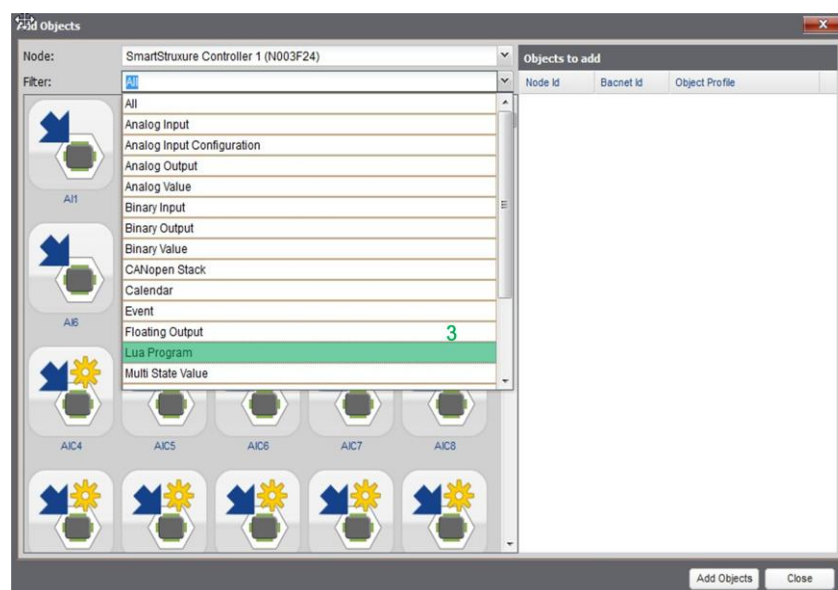 Add Objects
Node: SmartStruxure Controller 1 (N003F24)
Filter: All
All
Analog Input
Analog Input Configuration
Analog Output
Analog Value
Binary Input
Binary Output
Binary Value
CANopen Stack
Calendar
Event
Floating Output
3
Lua Program
Multi State Value
AI1
AI6
AIC4 AIC5 AIC6 AIC7 AIC8
Objects to add
Node Id Bacnet Id Object Profile
Add Objects Close